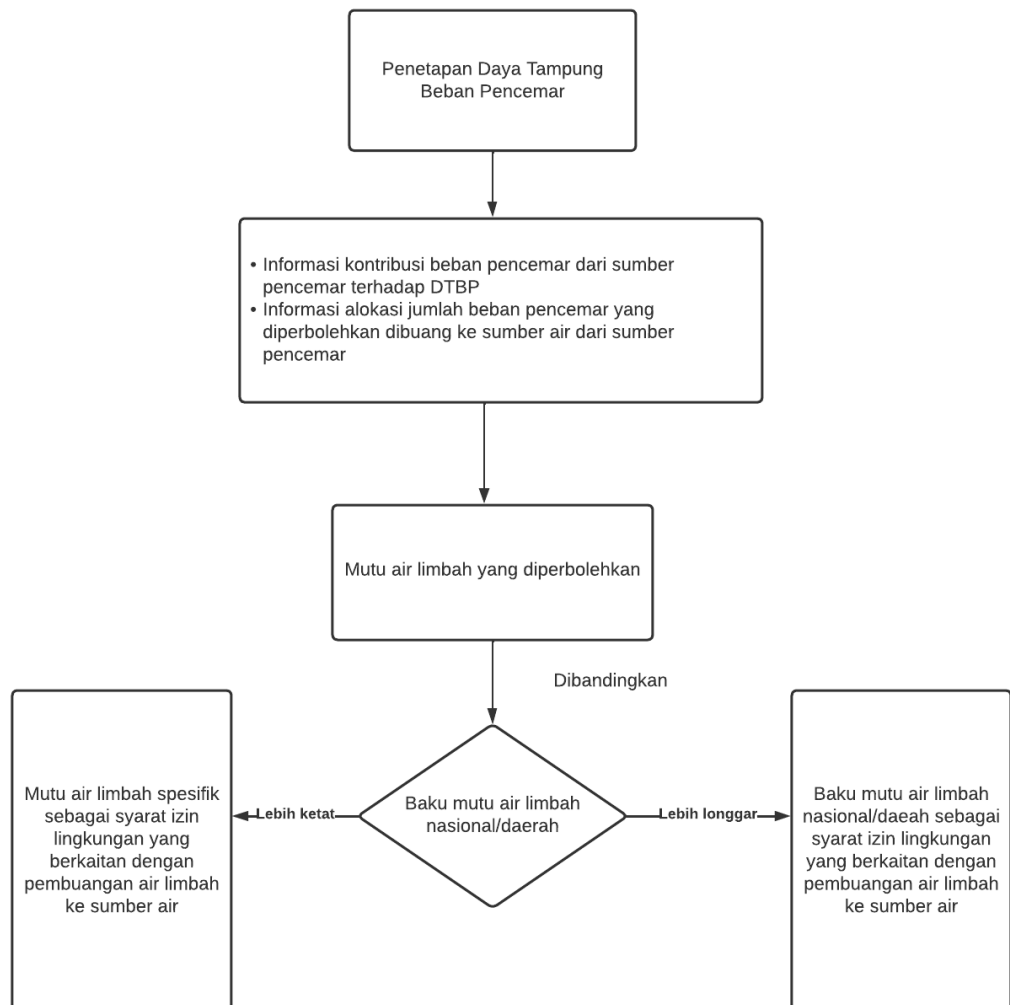 Penetapan Daya Tampung
Beban Pencemar
• Informasi kontribusi beban pencemar dari sumber
pencemar terhadap DTBP
• Informasi alokasi jumlah beban pencemar yang
diperbolehkan dibuang ke sumber air dari sumber
pencemar
Mutu air limbah yang diperbolehkan
Dibandingkan
Mutu air limbah spesifik
sebagai syarat izin
lingkungan yang
berkaitan dengan
pembuangan air limbah
ke sumber air
Lebih ketat
Baku mutu air limbah
nasional/daerah
Lebih longgar
Baku mutu air limbah
nasional/daeah sebagai
syarat izin lingkungan
yang berkaitan dengan
pembuangan air limbah
ke sumber air